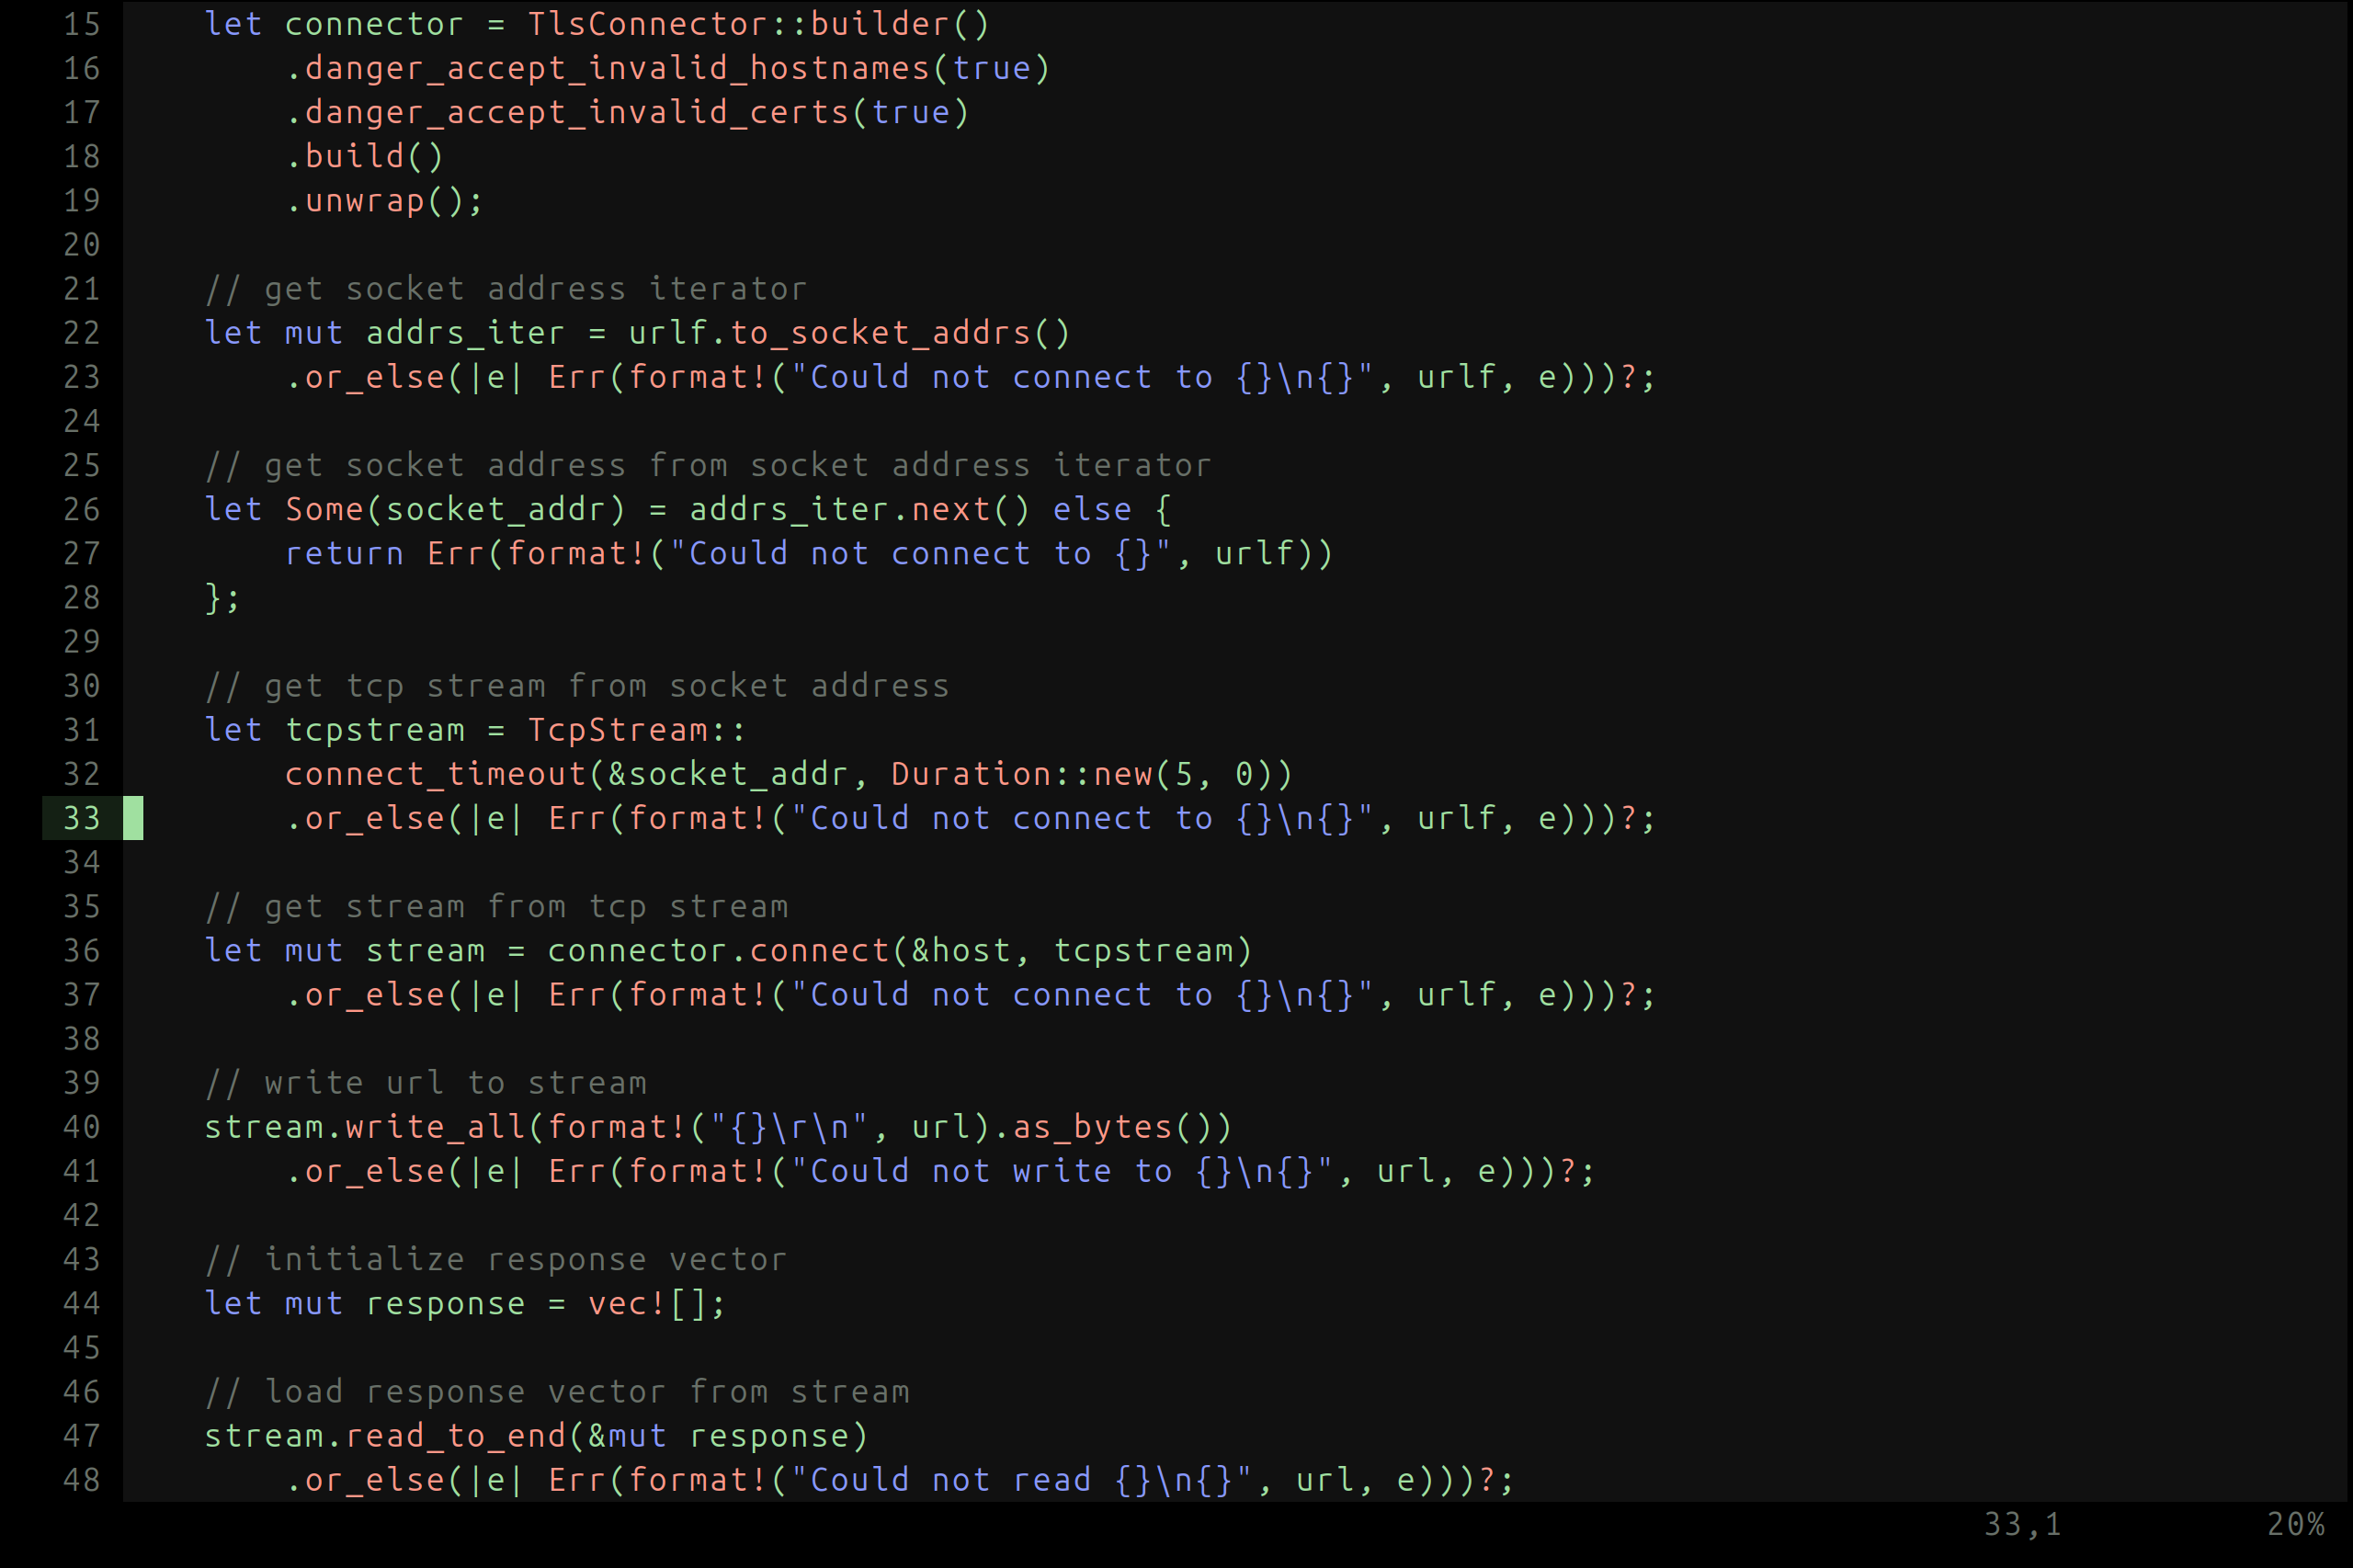 15     let connector = TlsConnector::builder()
16         .danger_accept_invalid_hostnames(true)
17         .danger_accept_invalid_certs(true)
18         .build()
19         .unwrap();
20
21     // get socket address iterator
22     let mut addrs_iter = urlf.to_socket_addrs()
23         .or_else(|e| Err(format!("Could not connect to {}\n{}", urlf, e)))?;
24
25     // get socket address from socket address iterator
26     let Some(socket_addr) = addrs_iter.next() else {
27         return Err(format!("Could not connect to {}", urlf))
28     };
29
30     // get tcp stream from socket address
31     let tcpstream = TcpStream::
32         connect_timeout(&socket_addr, Duration::new(5, 0))
33         .or_else(|e| Err(format!("Could not connect to {}\n{}", urlf, e)))?;
34
35     // get stream from tcp stream
36     let mut stream = connector.connect(&host, tcpstream)
37         .or_else(|e| Err(format!("Could not connect to {}\n{}", urlf, e)))?;
38
39     // write url to stream
40     stream.write_all(format!("{}\r\n", url).as_bytes())
41         .or_else(|e| Err(format!("Could not write to {}\n{}", url, e)))?;
42
43     // initialize response vector
44     let mut response = vec![];
45
46     // load response vector from stream
47     stream.read_to_end(&mut response)
48         .or_else(|e| Err(format!("Could not read {}\n{}", url, e)))?;
33,1 20%